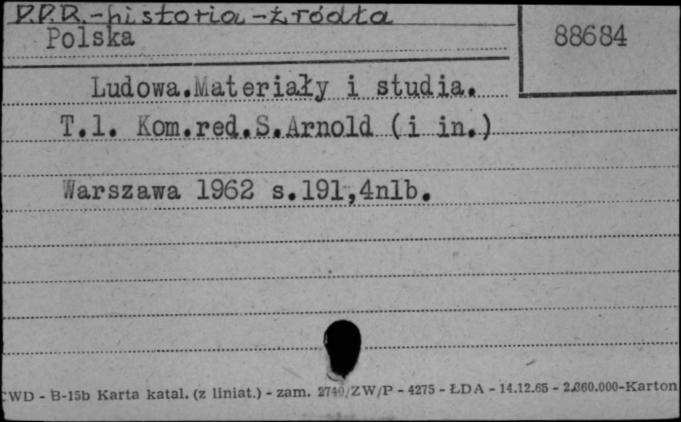 P.P.R.-historia-źródła
Polska
88684
Ludowa.Materiały i studia.
T.1. Kom.red.S.Arnold (i in.)
Warszawa 1962 s.191,4nlb.
CWD - B-15b Karta katal. (z liniat.) - zam. 2740/ZW/P - 4275 - ŁDA - 14.12.65 - 2.860.000-Karton